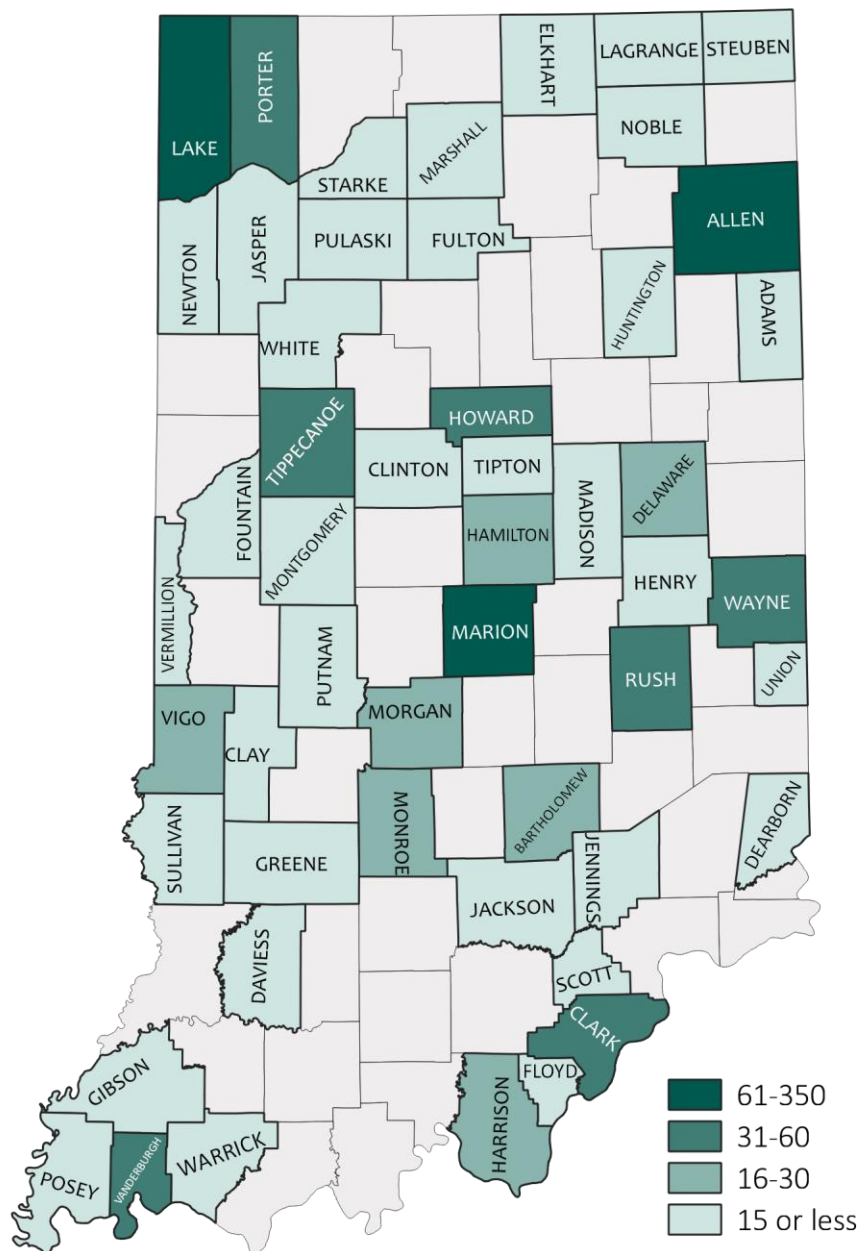 ELKHART
LAGRANGE
STEUBEN
LAKE
PORTER
NOBLE
STARKE
MARSHALL
ALLEN
NEWTON
JASPER
PULASKI
FULTON
HUNTINGTON
ADAMS
WHITE
TIPPECANOE
HOWARD
CLINTON
TIPTON
MADISON
DELAWARE
FOUNTAIN
MONTGOMERY
HAMILTON
VERMILLION
HENRY
WAYNE
MARION
PUTNAM
RUSH
UNION
VIGO
CLAY
MORGAN
SULLIVAN
GREENE
MONROE
BARTHOLOMEW
JENNINGS
DEARBORN
JACKSON
DAVIESS
SCOTT
CLARK
GIBSON
FLOYD
HARRISON
POSEY
VANDERBURGH
WARRICK
61-350
31-60
16-30
15 or less